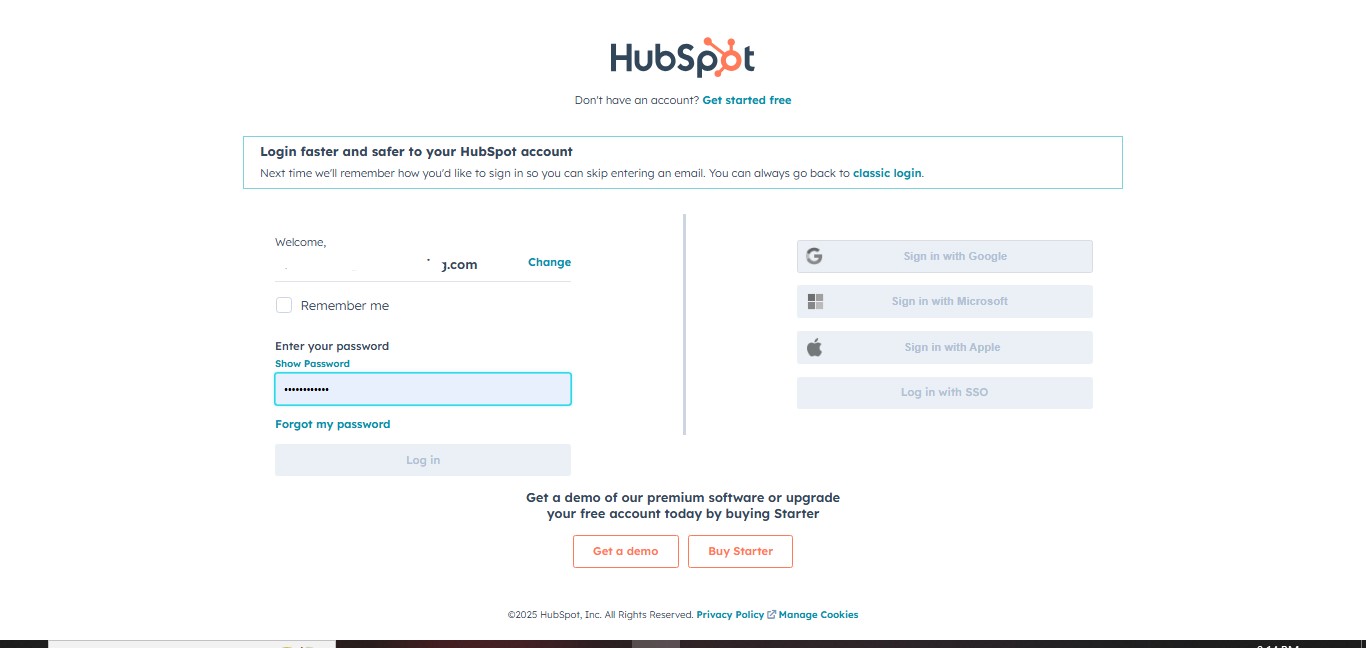 HubSpot
Don't have an account? Get started free
Login faster and safer to your HubSpot account
Next time we'll remember how you'd like to sign in so you can skip entering an email. You can always go back to classic login.
Welcome,
.com
Change
Remember me
Enter your password
Show Password
••••••••••••
Forgot my password
Log in
Sign in with Google
Sign in with Microsoft
Sign in with Apple
Log in with SSO
Get a demo of our premium software or upgrade
your free account today by buying Starter
Get a demo
Buy Starter
©2025 HubSpot, Inc. All Rights Reserved. Privacy Policy Manage Cookies